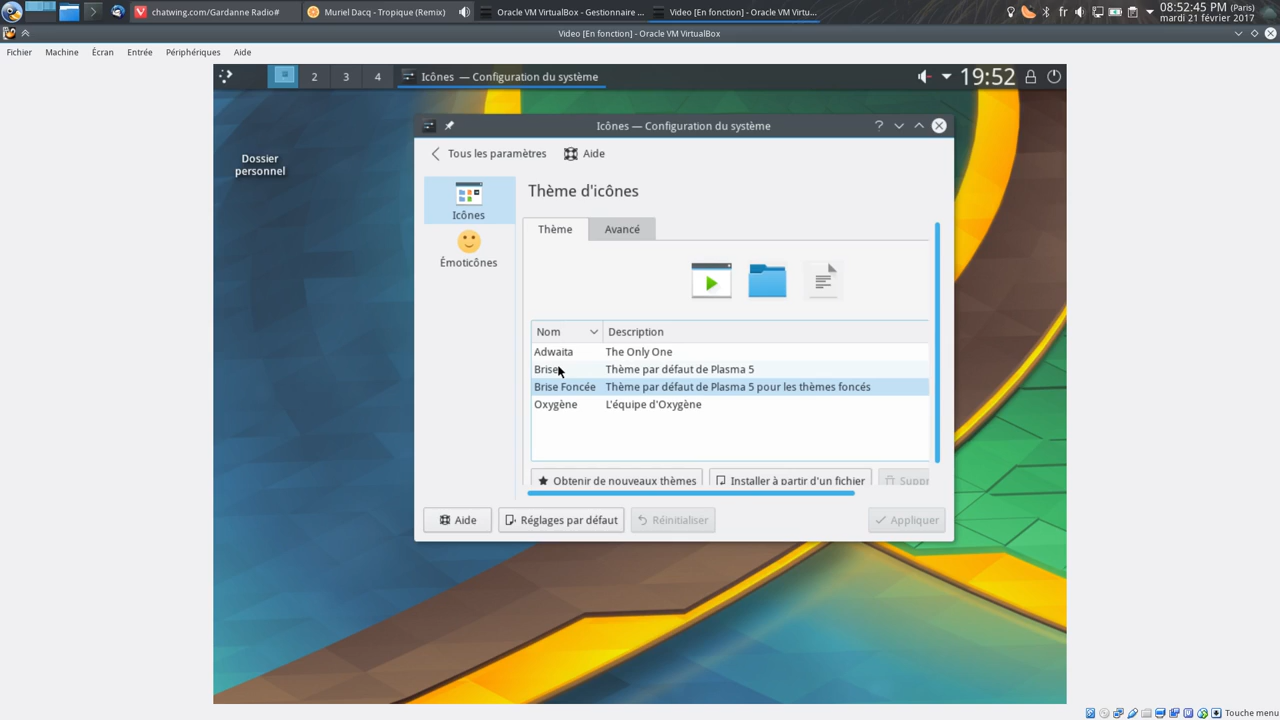 chatwing.com/Gardanne Radio#
Muriel Dacq - Tropique (Remix)
Oracle VM VirtualBox - Gestionnaire ...
Video [En fonction] - Oracle VM Virtu...
fr
08:52:45 PM (Paris)
mardi 21 février 2017
Video [En fonction] - Oracle VM VirtualBox
Fichier Machine Écran Entrée Périphériques Aide
2 3 4 Icônes — Configuration du système 19:52
Icônes — Configuration du système
Dossier
personnel
Tous les paramètres Aide
Icônes
Émoticônes
Thème d'icônes
Thème Avancé
Nom Description
Adwaita The Only One
Brise Thème par défaut de Plasma 5
Brise Foncée Thème par défaut de Plasma 5 pour les thèmes foncés
Oxygène L'équipe d'Oxygène
Obtenir de nouveaux thèmes Installer à partir d'un fichier Suppr
Aide Réglages par défaut Réinitialiser Appliquer
Touche menu